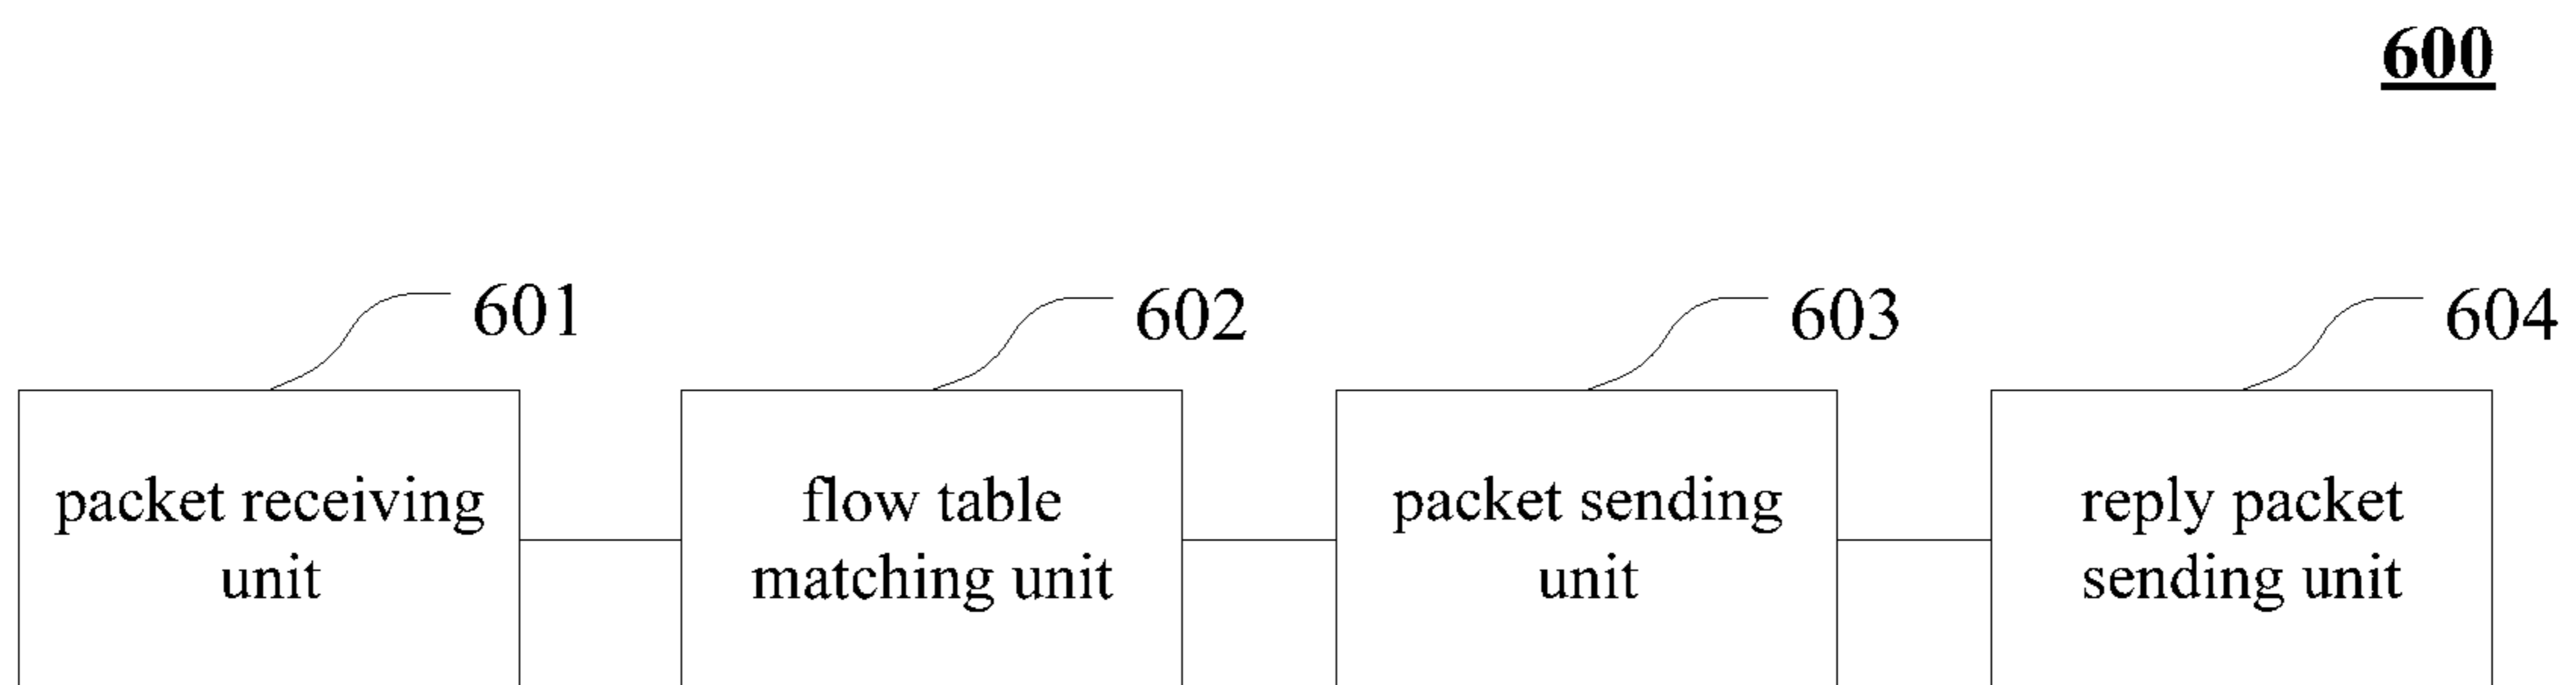 600
601
602
603
604
packet receiving
unit
flow table
matching unit
packet sending
unit
reply packet
sending unit